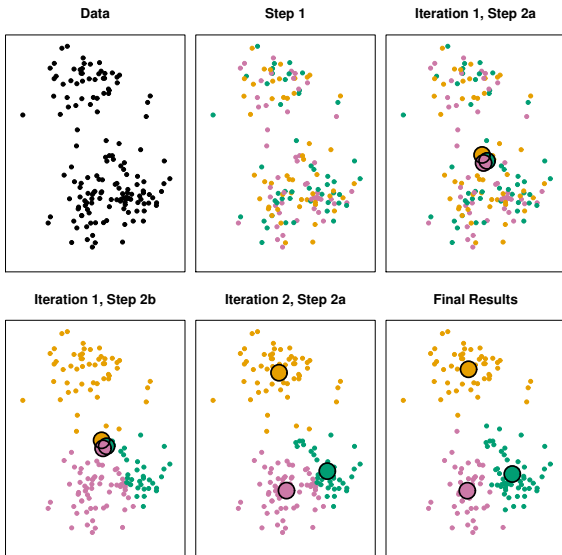 Data
Step 1
Iteration 1, Step 2a
Iteration 1, Step 2b
Iteration 2, Step 2a
Final Results